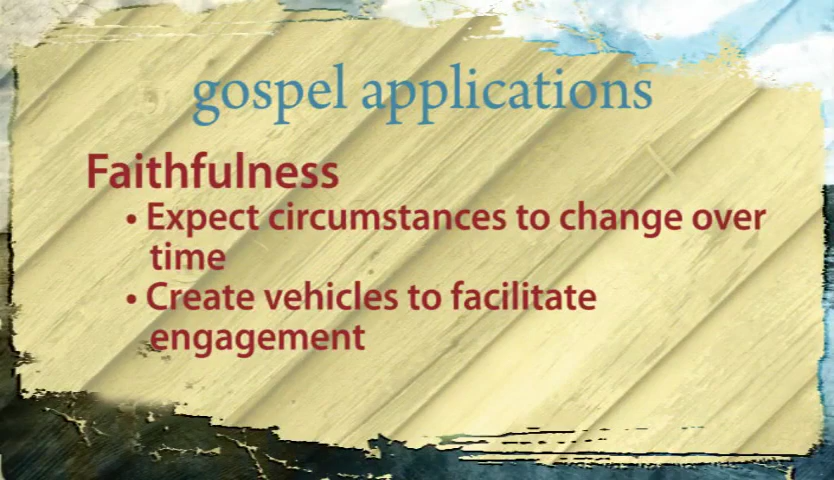 gospel applications
Faithfulness
• Expect circumstances to change over
time
• Create vehicles to facilitate
engagement